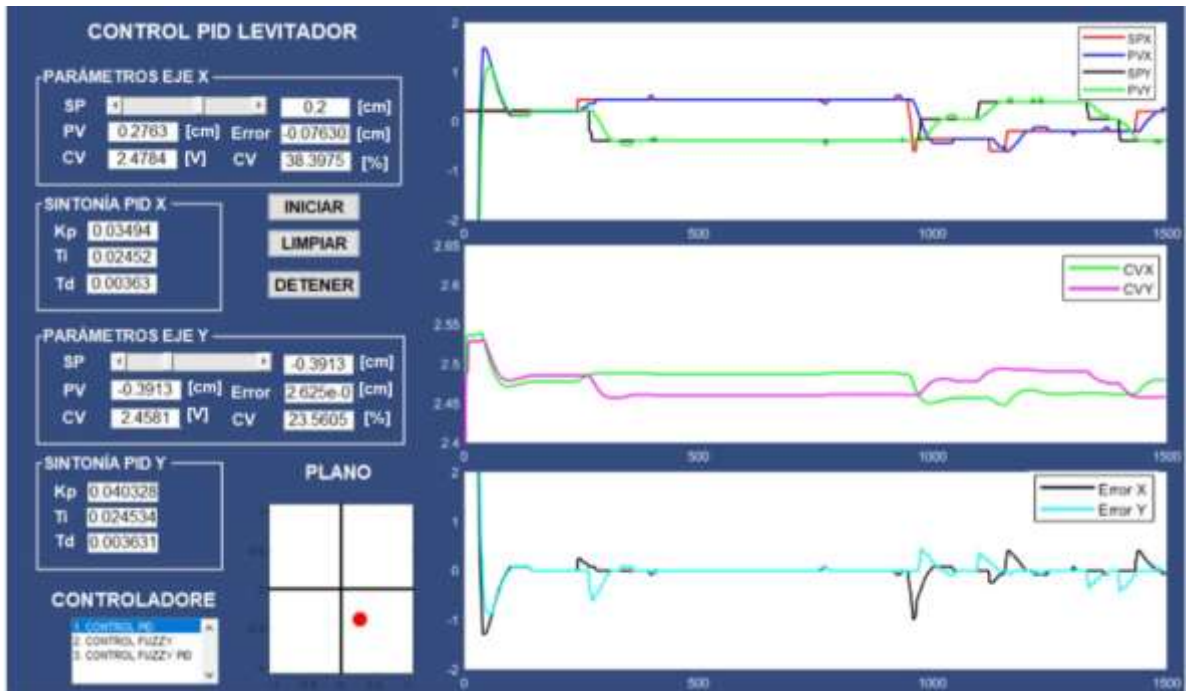 CONTROL PID LEVITADOR
PARÁMETROS EJE X
SP 0.2 [cm]
PV 0.2763 [cm] Error -0.07630 [cm]
CV 2.4784 [V] CV 38.3975 [%]
SINTONÍA PID X
Kp 0.03494
Ti 0.02452
Td 0.00363
INICIAR
LIMPIAR
DETENER
PARÁMETROS EJE Y
SP -0.3913 [cm]
PV -0.3913 [cm] Error 2.625e-0 [cm]
CV 2.4581 [V] CV 23.5605 [%]
SINTONÍA PID Y
Kp 0.040328
Ti 0.024534
Td 0.003631
PLANO
CONTROLADORE
1. CONTROL PID
2. CONTROL FUZZY
3. CONTROL FUZZY PID
2
1
0
-1
-2
0 500 1000 1500
SPX
PVX
SPY
PVY
2.65
2.6
2.55
2.5
2.45
2.4
0 500 1000 1500
CVX
CVY
2
1
0
-1
-2
0 500 1000 1500
Error X
Error Y